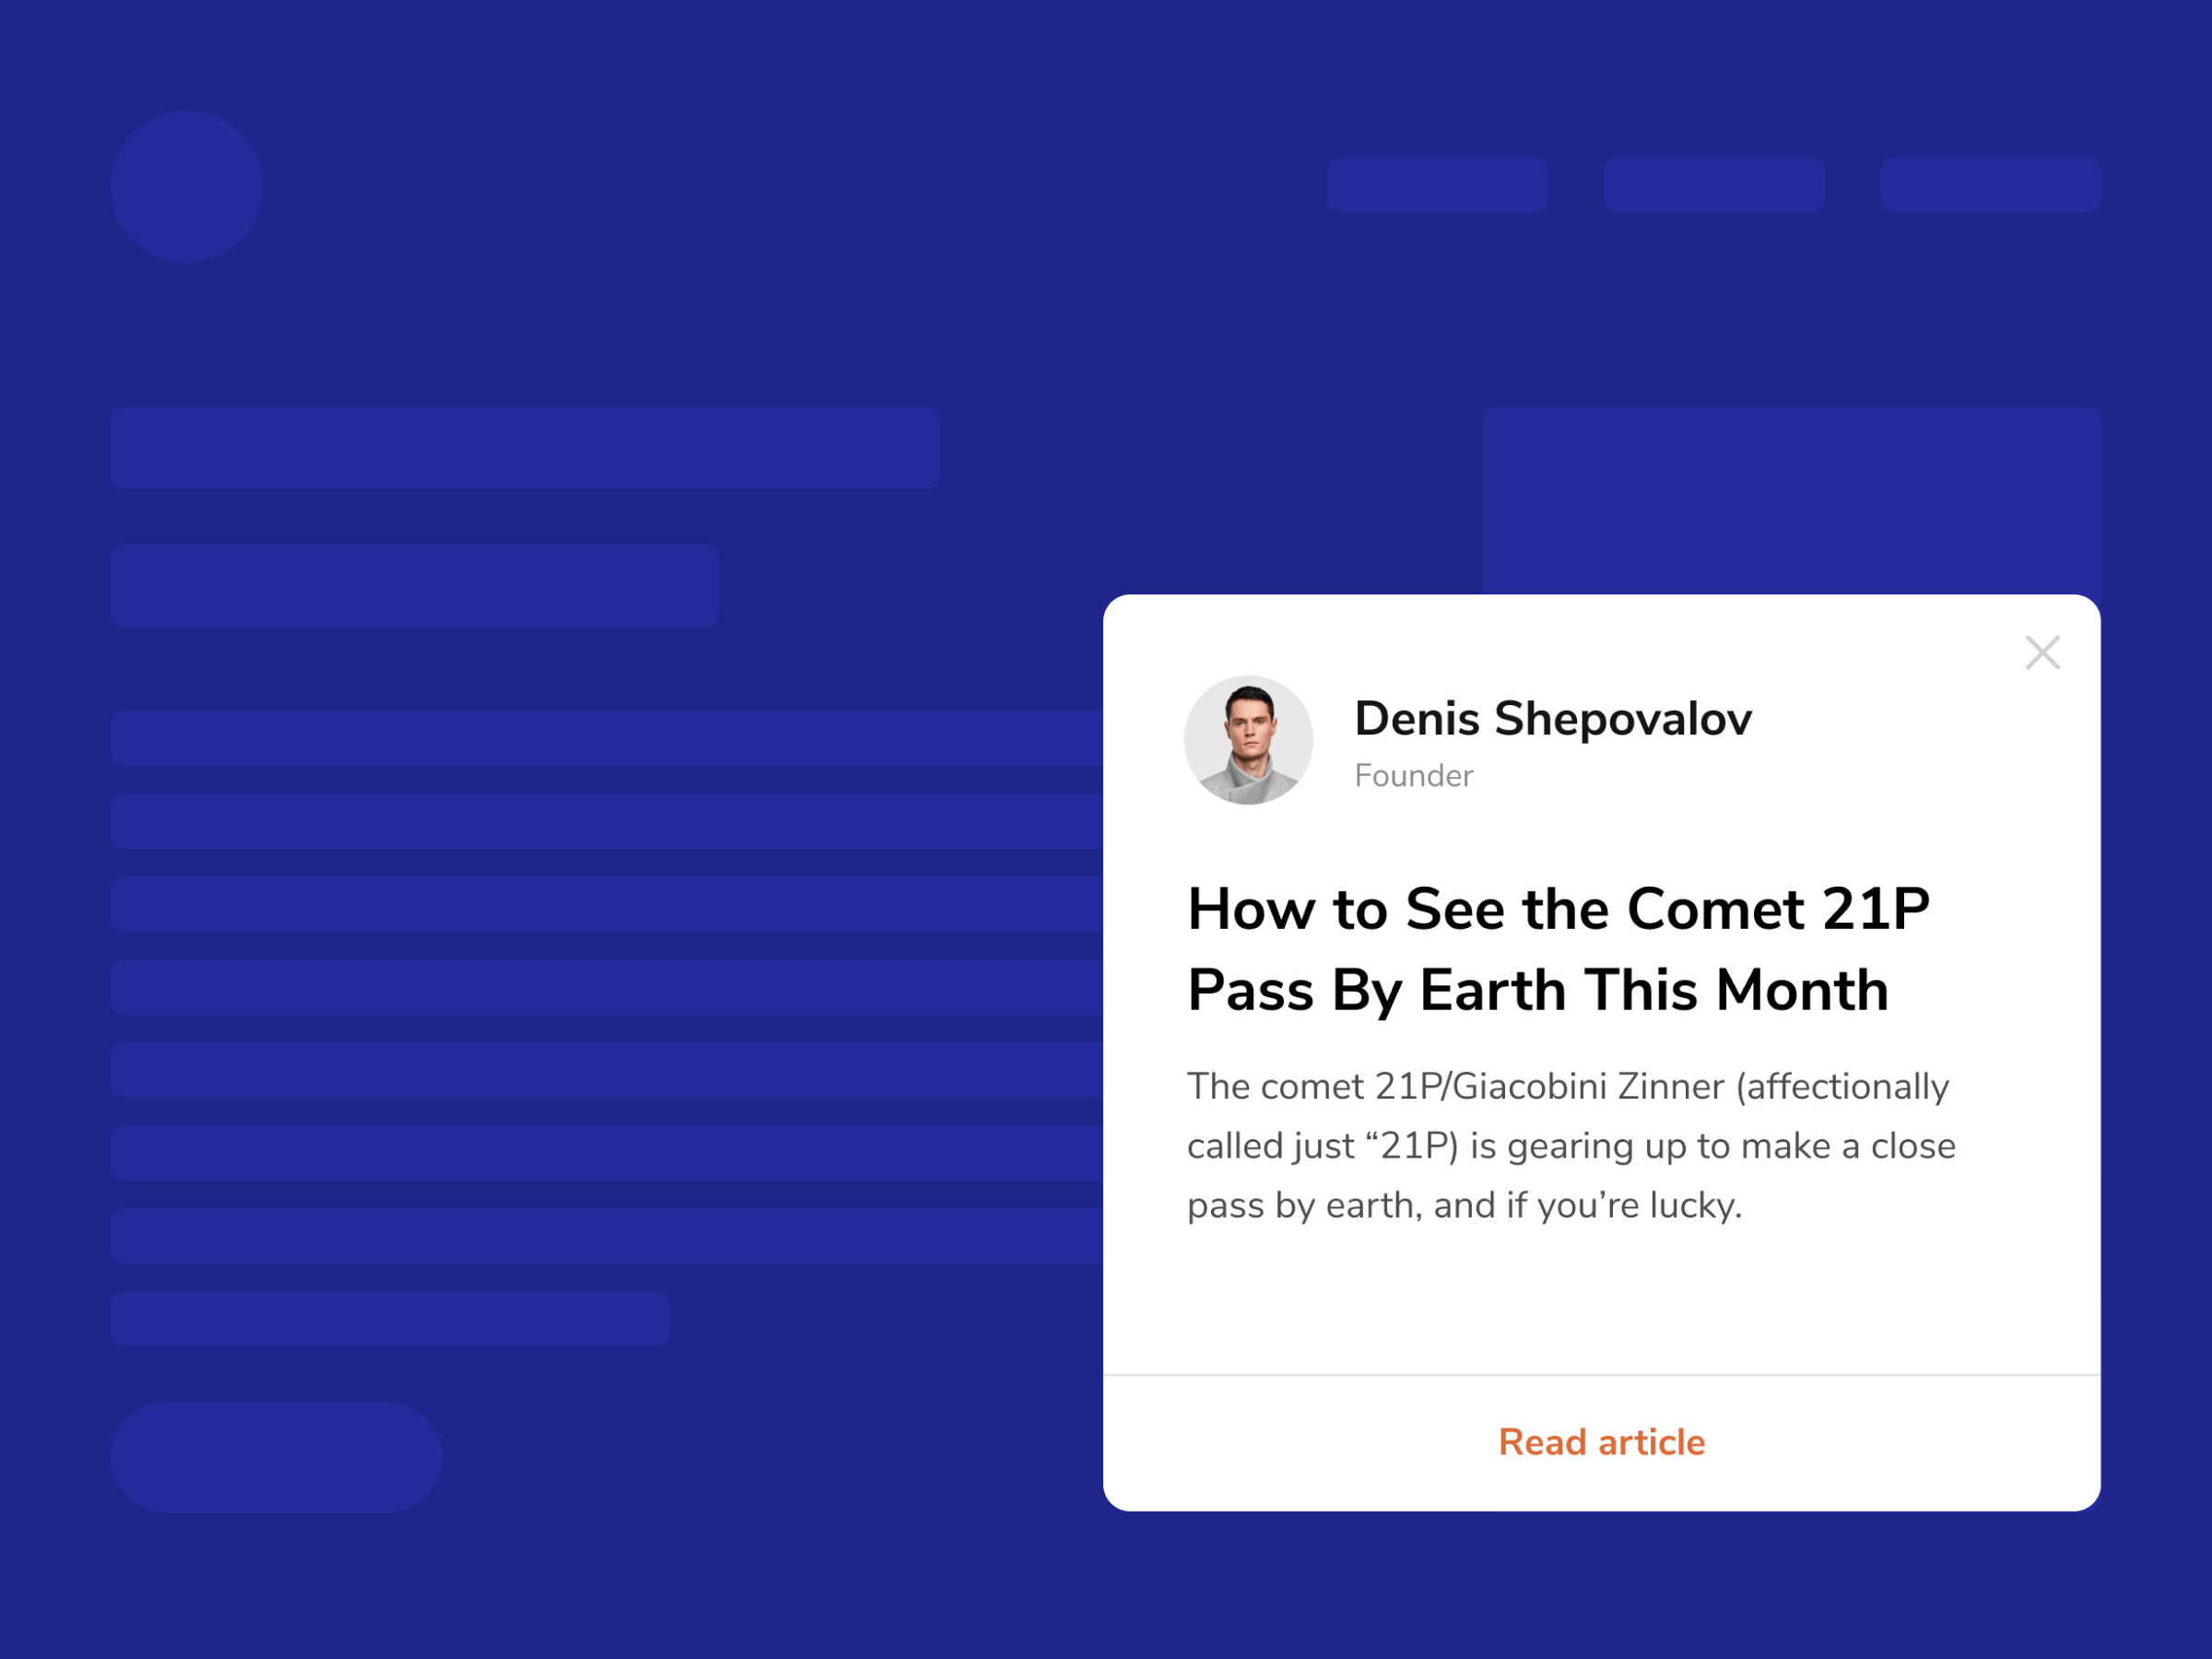 Denis Shepovalov
Founder
How to See the Comet 21P
Pass By Earth This Month
The comet 21P/Giacobini Zinner (affectionally
called just “21P) is gearing up to make a close
pass by earth, and if you’re lucky.
Read article